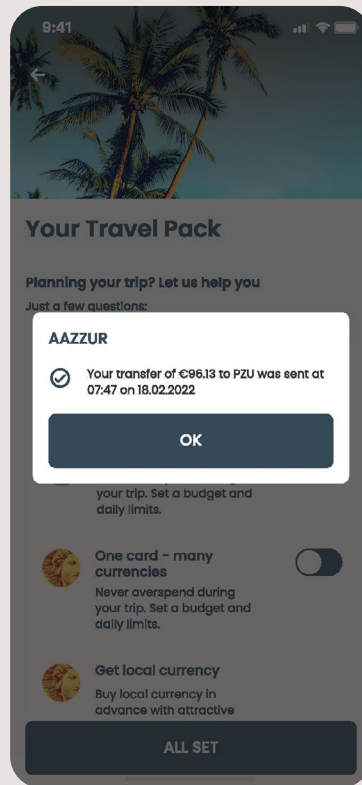 9:41
Your Travel Pack
Planning your trip? Let us help you
Just a few questions:
AAZZUR
Your transfer of €96.13 to PZU was sent at
07:47 on 18.02.2022
OK
your trip. Set a budget and
daily limits.
One card - many
currencies
Never overspend during
your trip. Set a budget and
daily limits.
Get local currency
Buy local currency in
advance with attractive
ALL SET